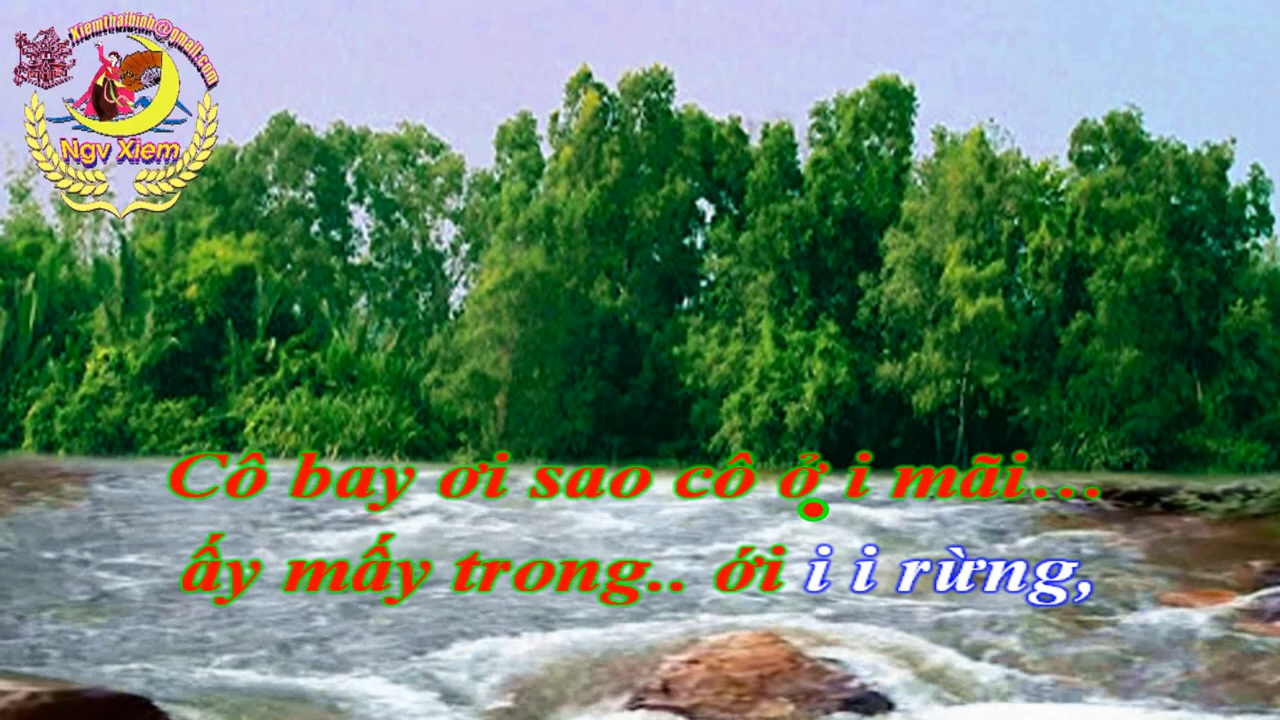 Xiemthaibinh@gmail.com
Ngv Xiem
Cô bay ơi sao cô ở i mãi...
ấy mấy trong.. ới i i rừng,